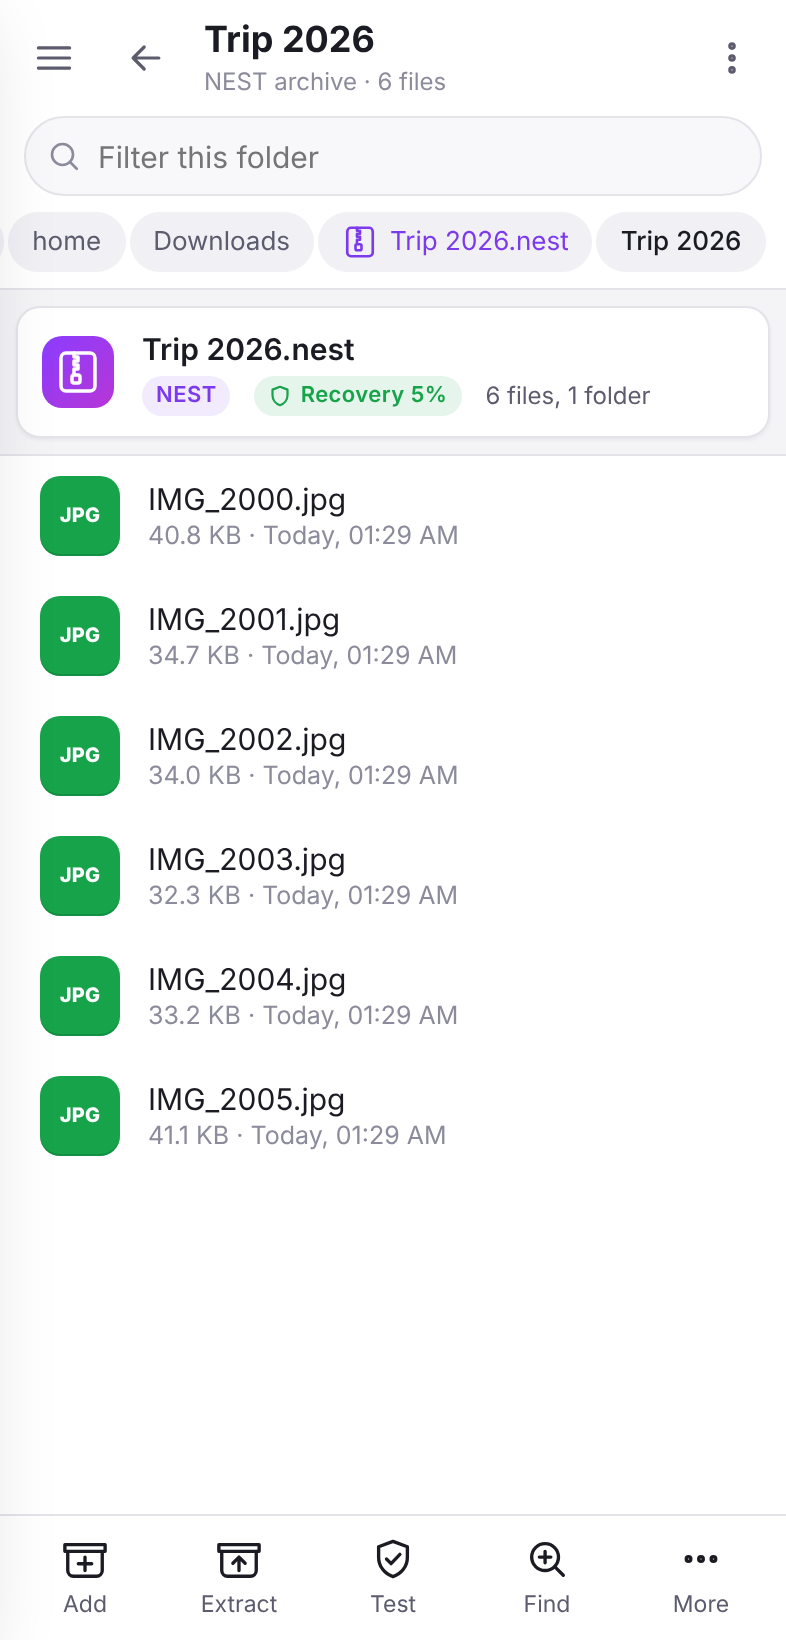 Trip 2026
NEST archive · 6 files
Filter this folder
home
Downloads
Trip 2026.nest
Trip 2026
Trip 2026.nest
NEST
Recovery 5%
6 files, 1 folder
JPG
IMG_2000.jpg
40.8 KB · Today, 01:29 AM
JPG
IMG_2001.jpg
34.7 KB · Today, 01:29 AM
JPG
IMG_2002.jpg
34.0 KB · Today, 01:29 AM
JPG
IMG_2003.jpg
32.3 KB · Today, 01:29 AM
JPG
IMG_2004.jpg
33.2 KB · Today, 01:29 AM
JPG
IMG_2005.jpg
41.1 KB · Today, 01:29 AM
Add
Extract
Test
Find
More